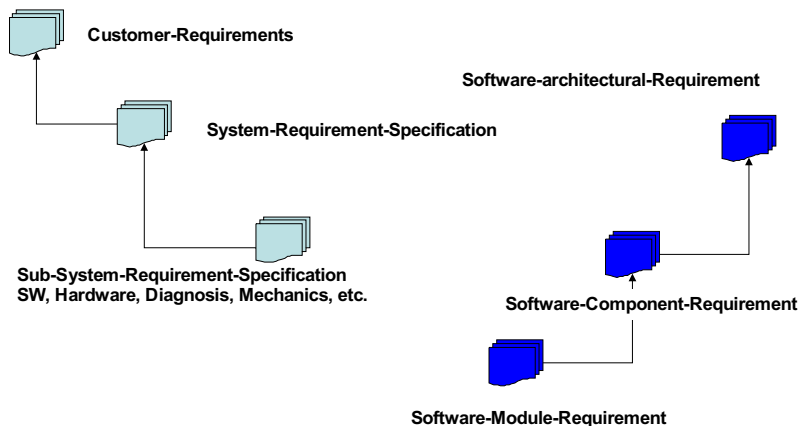 Customer-Requirements
Software-architectural-Requirement
System-Requirement-Specification
Sub-System-Requirement-Specification
SW, Hardware, Diagnosis, Mechanics, etc.
Software-Component-Requirement
Software-Module-Requirement